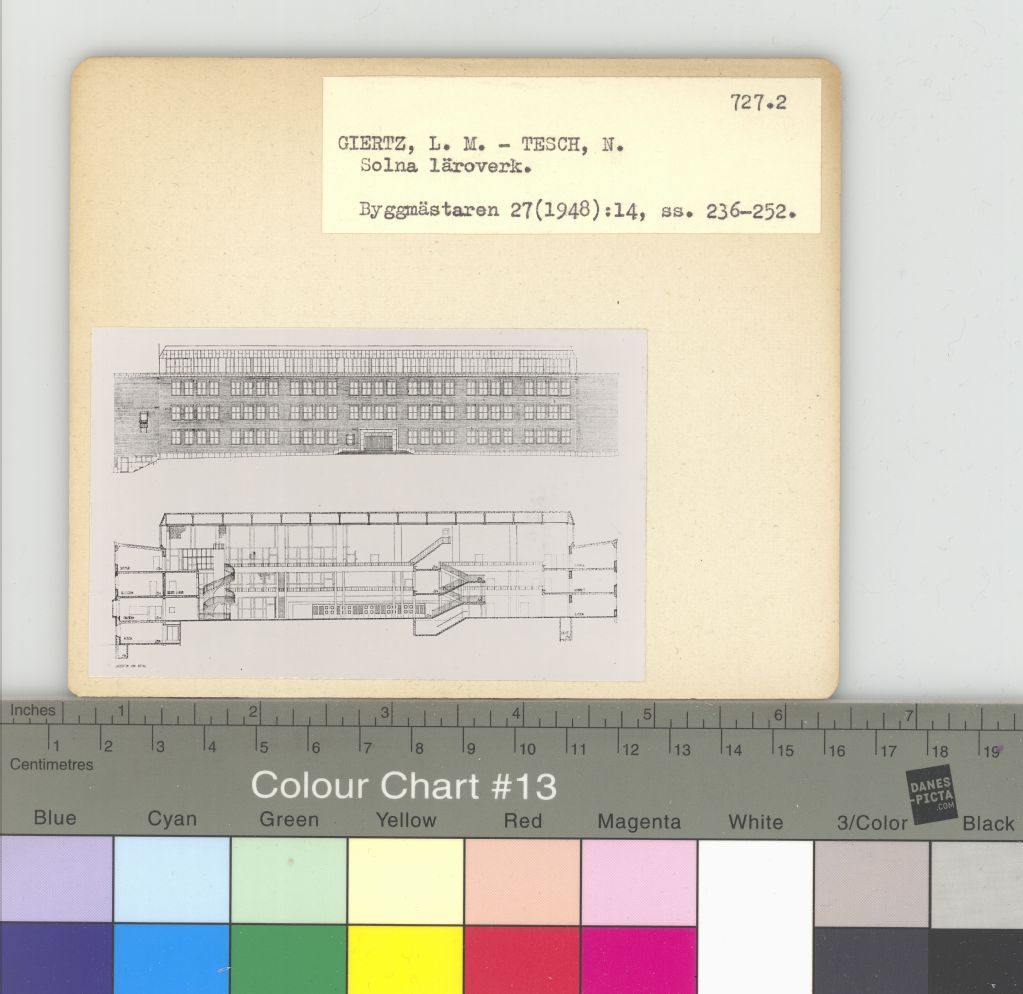 727.2
GIERTZ, L. M. - TESCH, N.
Solna läroverk.
Byggmästaren 27(1948):14, ss. 236-252.
Inches 1 2 3 4 5 6 7
1 2 3 4 5 6 7 8 9 10 11 12 13 14 15 16 17 18 19
Centimetres
Colour Chart #13
DANES
-PICTA
.COM
Blue Cyan Green Yellow Red Magenta White 3/Color Black